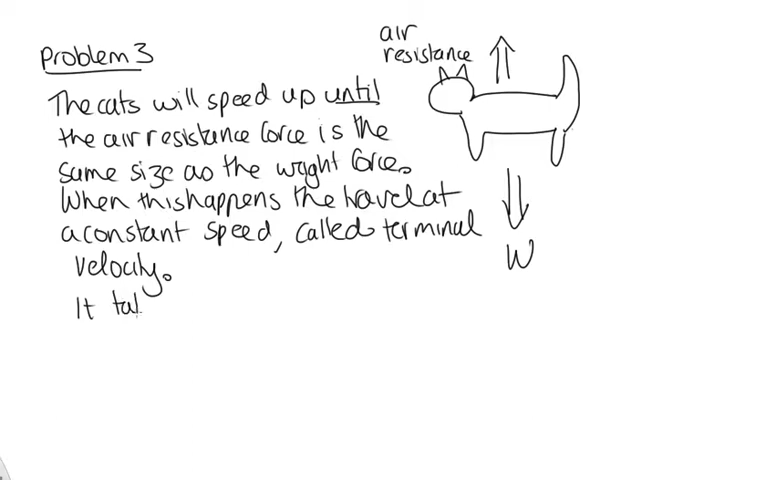 Problem 3
air
resistance
The cats will speed up until
the air resistance force is the
same size as the weight force.
When this happens the travel at
a constant speed, called terminal
velocity.
It tak
W